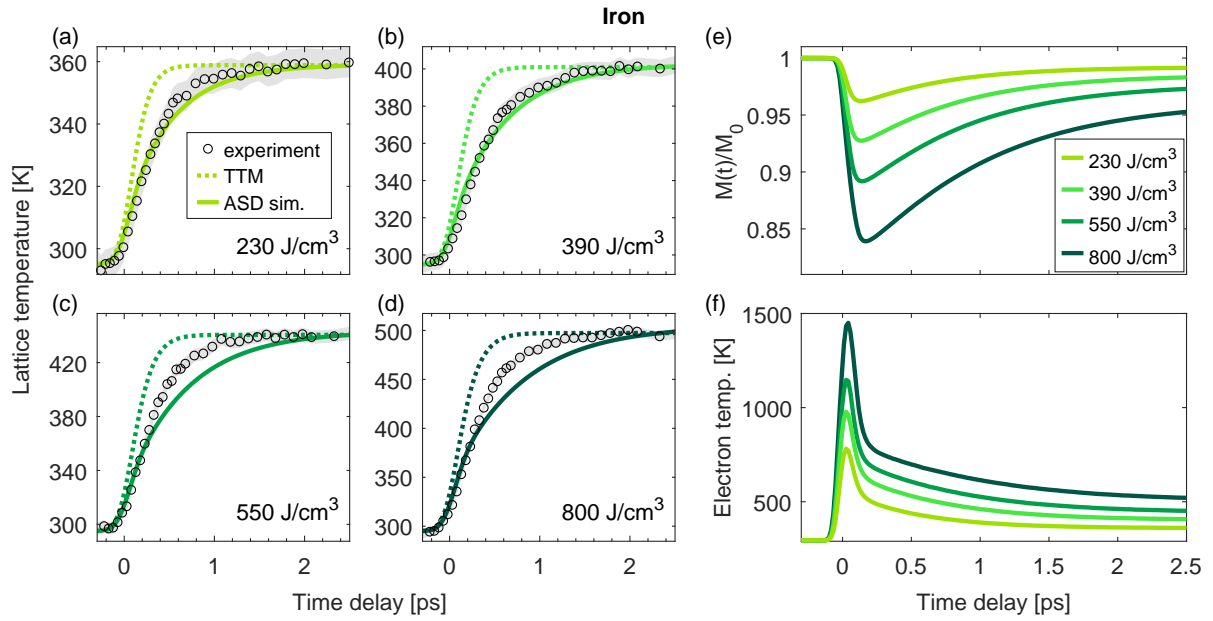 Iron
(a)
(b)
(e)
Lattice temperature [K]
360
340
320
300
experiment
TTM
ASD sim.
230 J/cm³
400
380
360
340
320
300
390 J/cm³
M(t)/M₀
1
0.95
0.9
0.85
230 J/cm³
390 J/cm³
550 J/cm³
800 J/cm³
(c)
(d)
(f)
420
380
340
300
550 J/cm³
0
1
2
Time delay [ps]
500
450
400
350
300
800 J/cm³
0
1
2
Time delay [ps]
Electron temp. [K]
1500
1000
500
0
0.5
1
1.5
2
2.5
Time delay [ps]